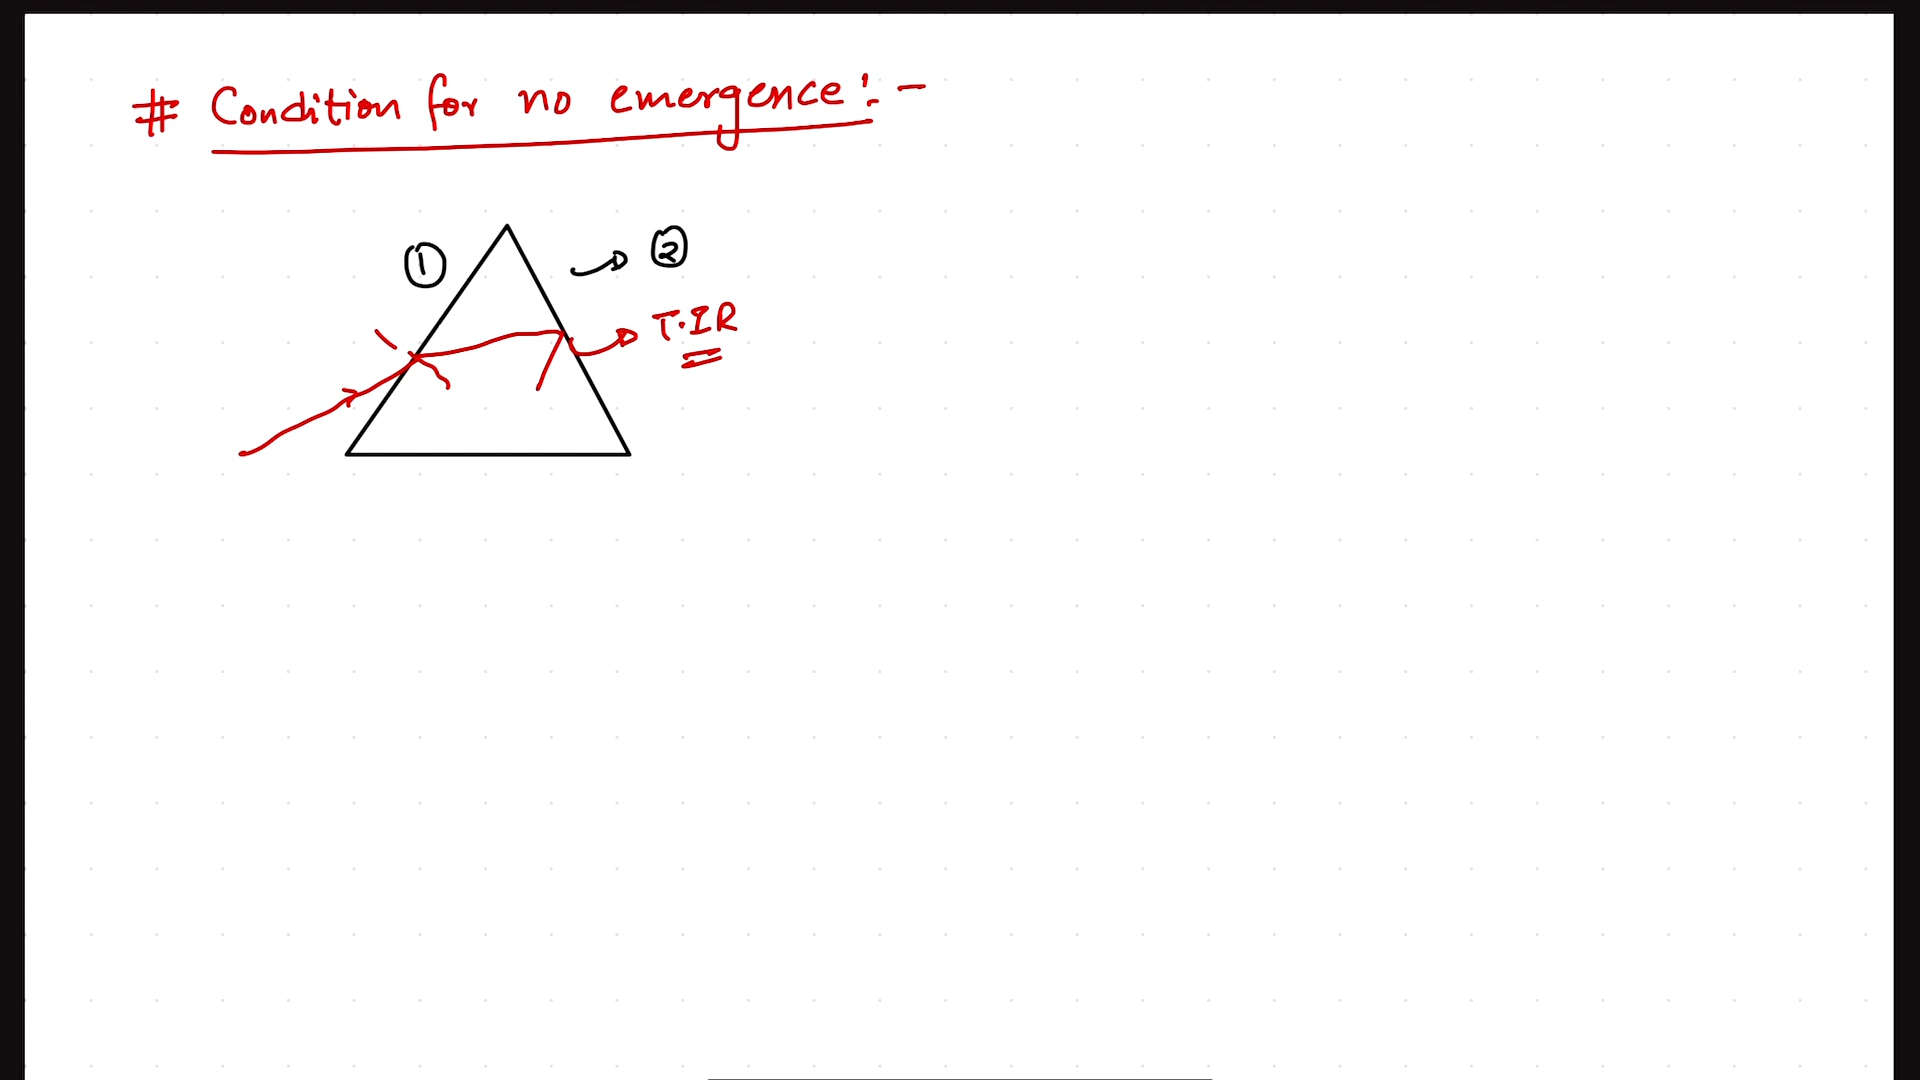 # Condition for no emergence :-
① → ②
T.IR